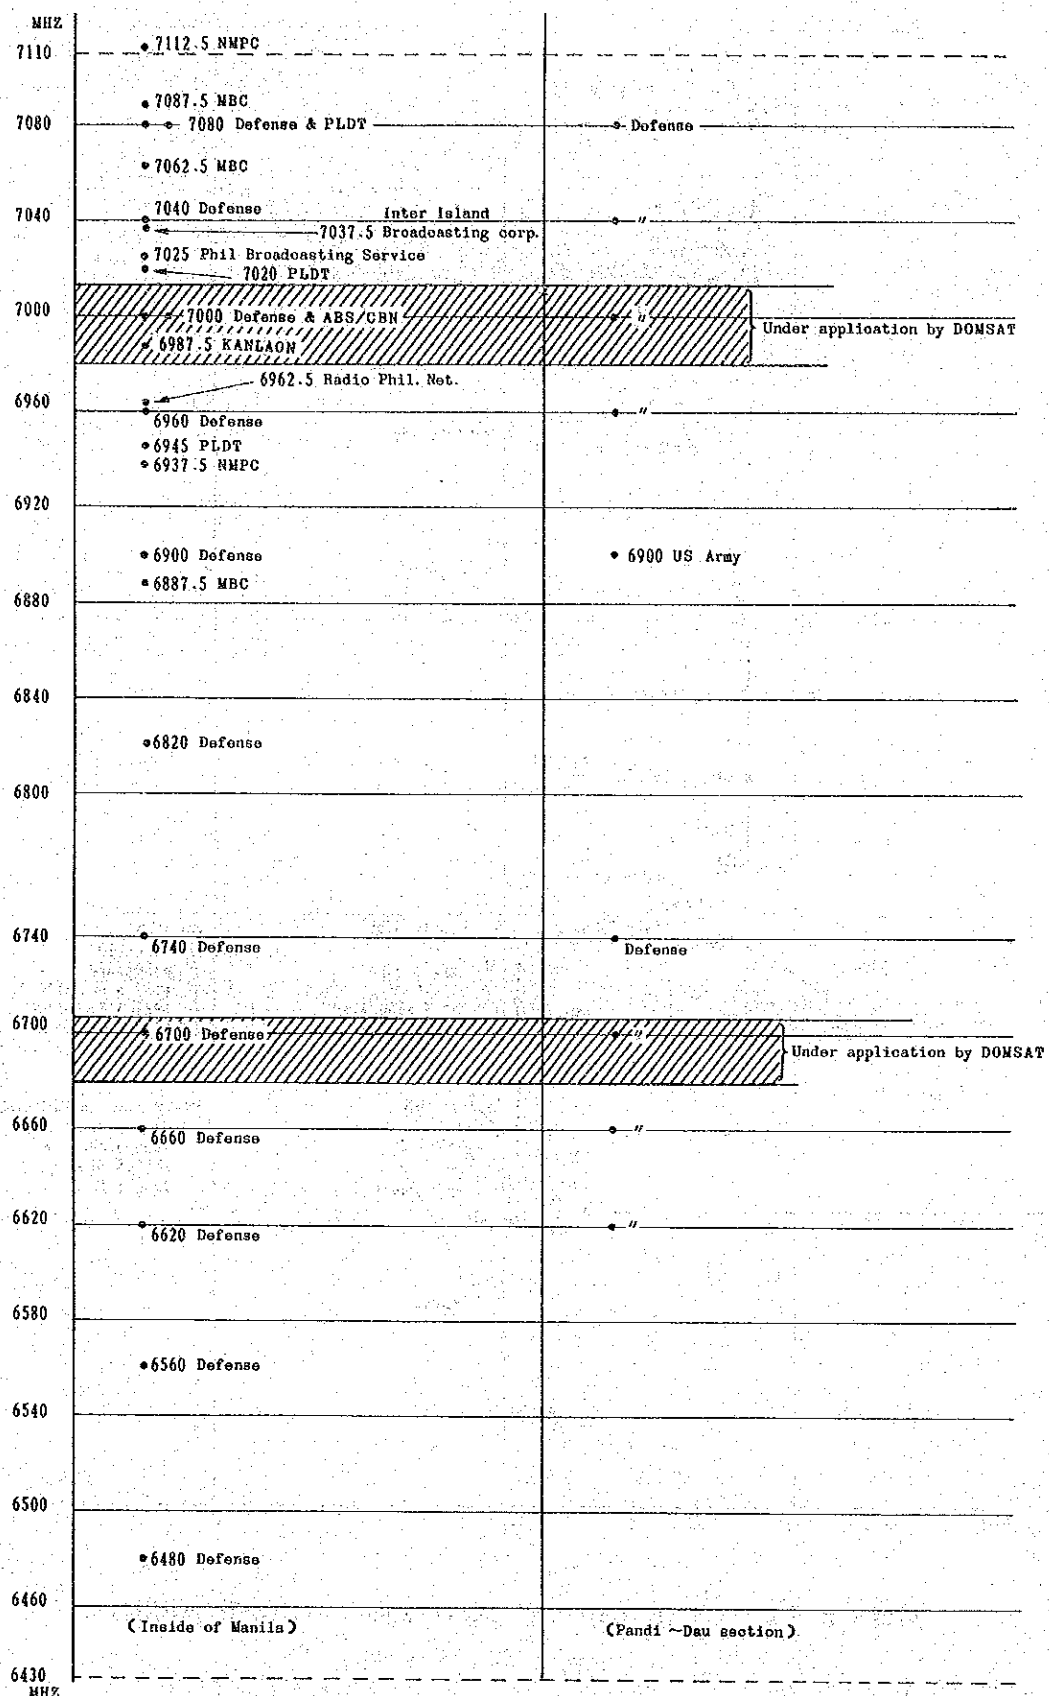 MHZ
7112.5 NMPC
7110
7087.5 MBC
7080
7080 Defense & PLDT
Defense
7062.5 MBC
7040
7040 Defense
Inter Island
7037.5 Broadcasting corp.
"
7025 Phil Broadcasting Service
7020 PLDT
7000
7000 Defense & ABS/CBN
"
Under application by DOMSAT
6987.5 KANLAON
6962.5 Radio Phil. Net.
6960
6960 Defense
"
6945 PLDT
6937.5 NMPC
6920
6900 Defense
6900 US Army
6887.5 MBC
6880
6840
6820 Defense
6800
6740
6740 Defense
Defense
6700
6700 Defense
"
Under application by DOMSAT
6660
6660 Defense
"
6620
6620 Defense
"
6580
6560 Defense
6540
6500
6480 Defense
6460
(Inside of Manila)
(Pandi ~Dau section)
6430
MHZ